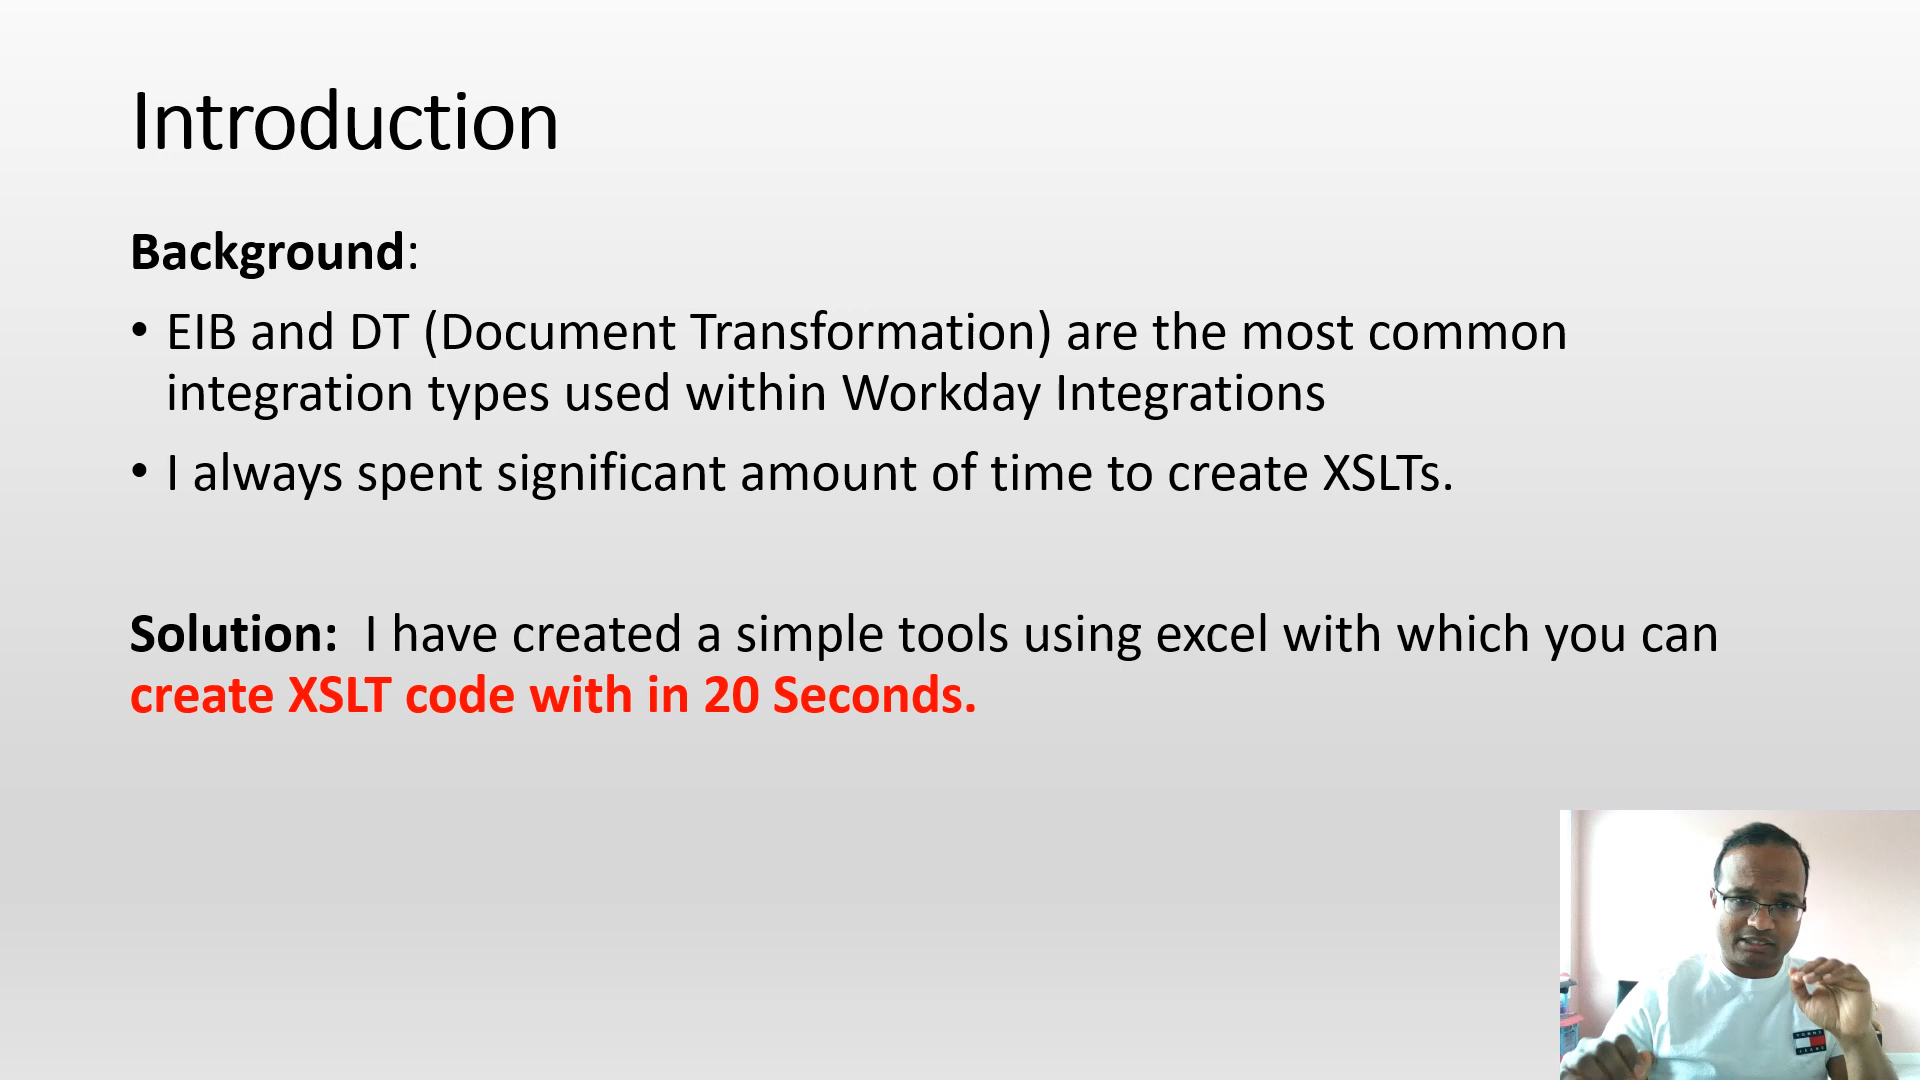 Introduction
Background:
• EIB and DT (Document Transformation) are the most common
integration types used within Workday Integrations
• I always spent significant amount of time to create XSLTs.
Solution:  I have created a simple tools using excel with which you can
create XSLT code with in 20 Seconds.
TOMMY
JEANS